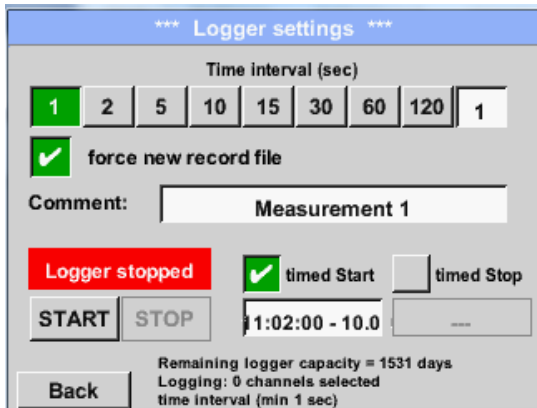 *** Logger settings ***
Time interval (sec)
1 2 5 10 15 30 60 120 1
force new record file
Comment: Measurement 1
Logger stopped timed Start timed Stop
START STOP 11:02:00 - 10.0 ---
Remaining logger capacity = 1531 days
Back Logging: 0 channels selected
time interval (min 1 sec)